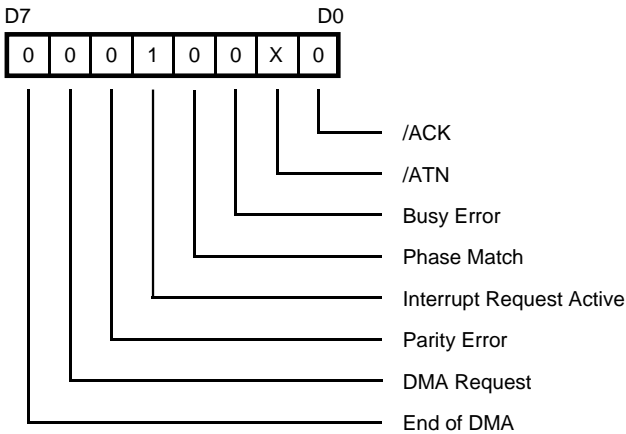 D7 D0
0 0 0 1 0 0 X 0
/ACK
/ATN
Busy Error
Phase Match
Interrupt Request Active
Parity Error
DMA Request
End of DMA